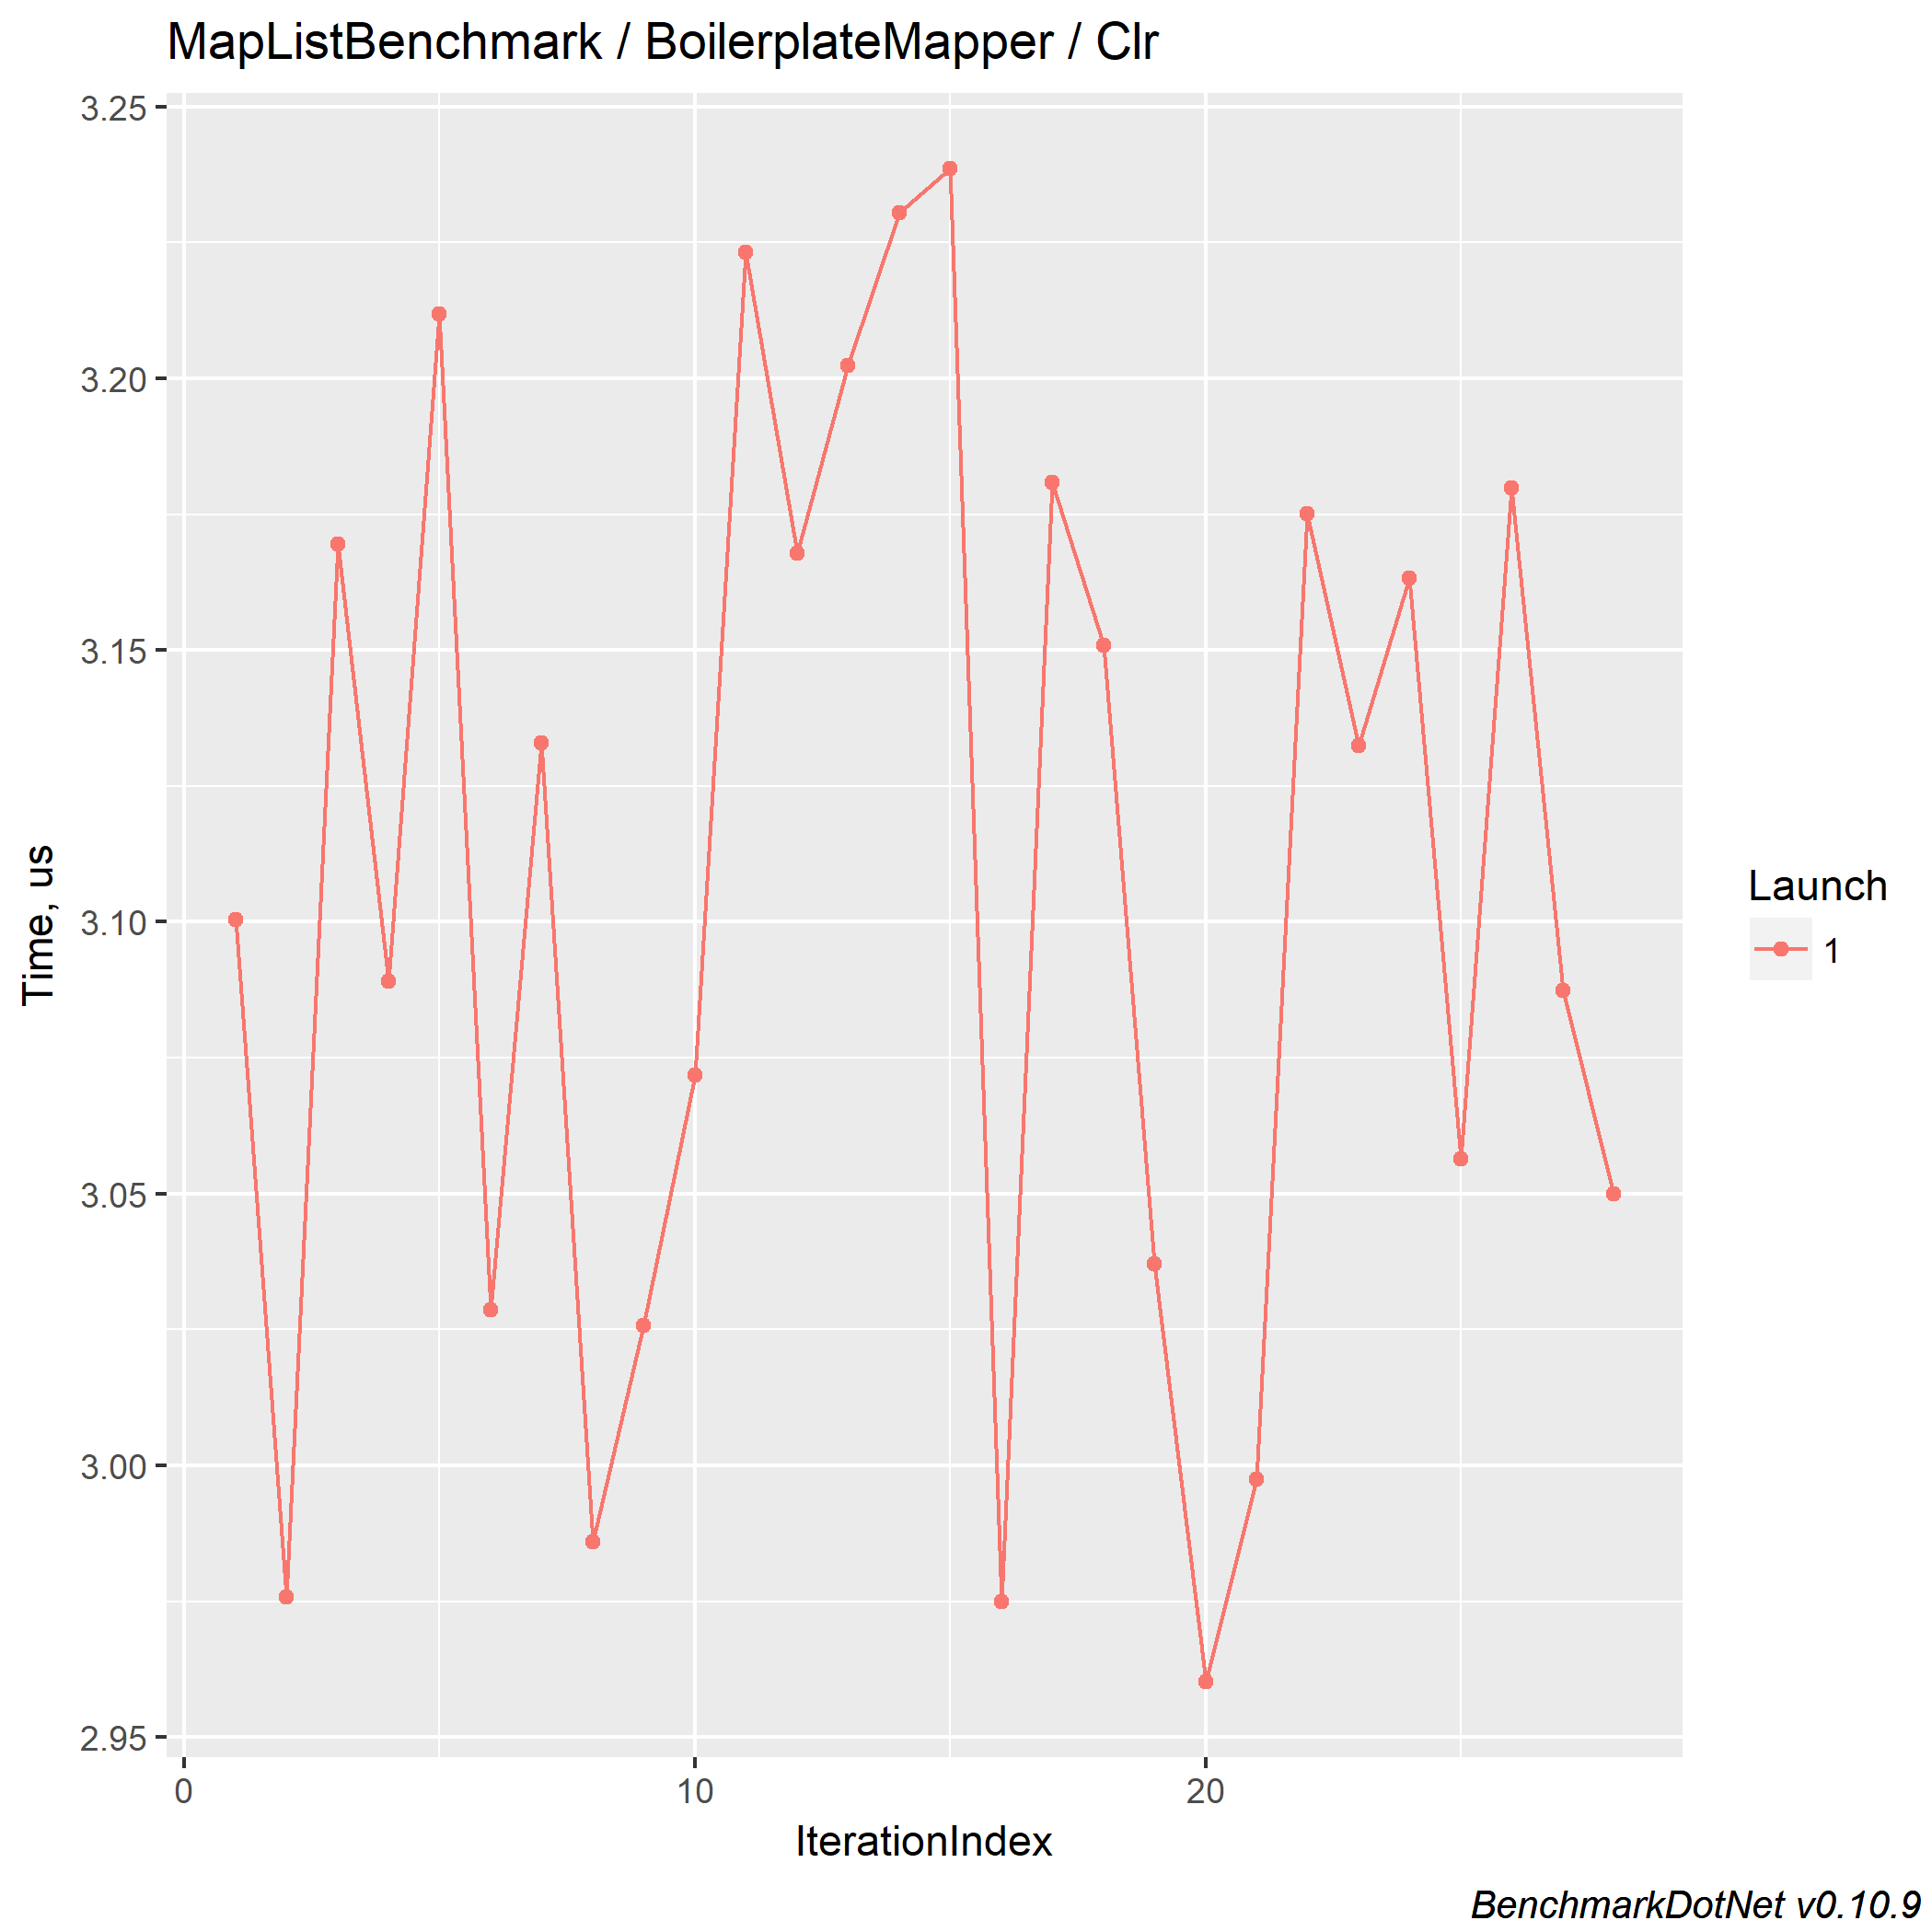 MapListBenchmark / BoilerplateMapper / Clr
3.25
3.20
3.15
3.10
3.05
3.00
2.95
Time, us
0 10 20
IterationIndex
Launch
1
BenchmarkDotNet v0.10.9